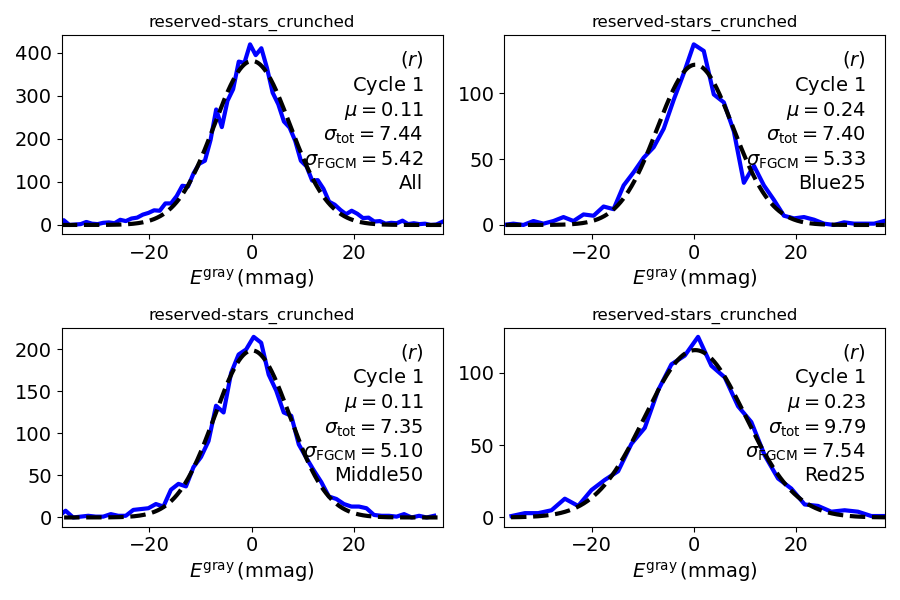 reserved-stars_crunched
400
300
200
100
0
−20 0 20
E^gray (mmag)
(r)
Cycle 1
μ = 0.11
σ_tot = 7.44
σ_FGCM = 5.42
All
reserved-stars_crunched
100
50
0
−20 0 20
E^gray (mmag)
(r)
Cycle 1
μ = 0.24
σ_tot = 7.40
σ_FGCM = 5.33
Blue25
reserved-stars_crunched
200
150
100
50
0
−20 0 20
E^gray (mmag)
(r)
Cycle 1
μ = 0.11
σ_tot = 7.35
σ_FGCM = 5.10
Middle50
reserved-stars_crunched
100
50
0
−20 0 20
E^gray (mmag)
(r)
Cycle 1
μ = 0.23
σ_tot = 9.79
σ_FGCM = 7.54
Red25